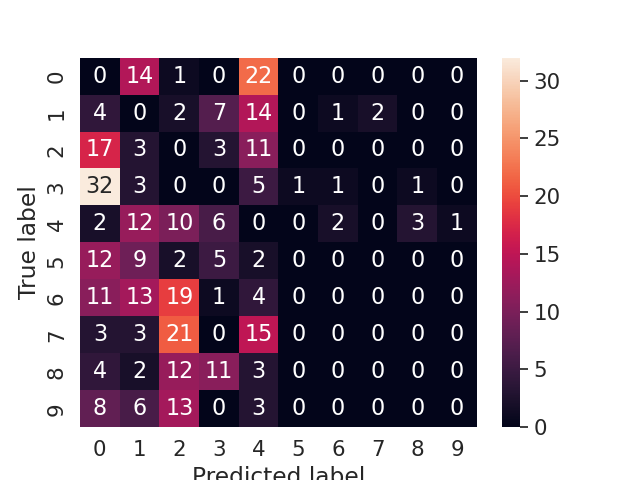 0 0 14 1 0 22 0 0 0 0 0 30
1 4 0 2 7 14 0 1 2 0 0 25
2 17 3 0 3 11 0 0 0 0 0
3 32 3 0 0 5 1 1 0 1 0 20
4 2 12 10 6 0 0 2 0 3 1
5 12 9 2 5 2 0 0 0 0 0 15
6 11 13 19 1 4 0 0 0 0 0 10
7 3 3 21 0 15 0 0 0 0 0
8 4 2 12 11 3 0 0 0 0 0 5
9 8 6 13 0 3 0 0 0 0 0 0
True label
0 1 2 3 4 5 6 7 8 9
Predicted label